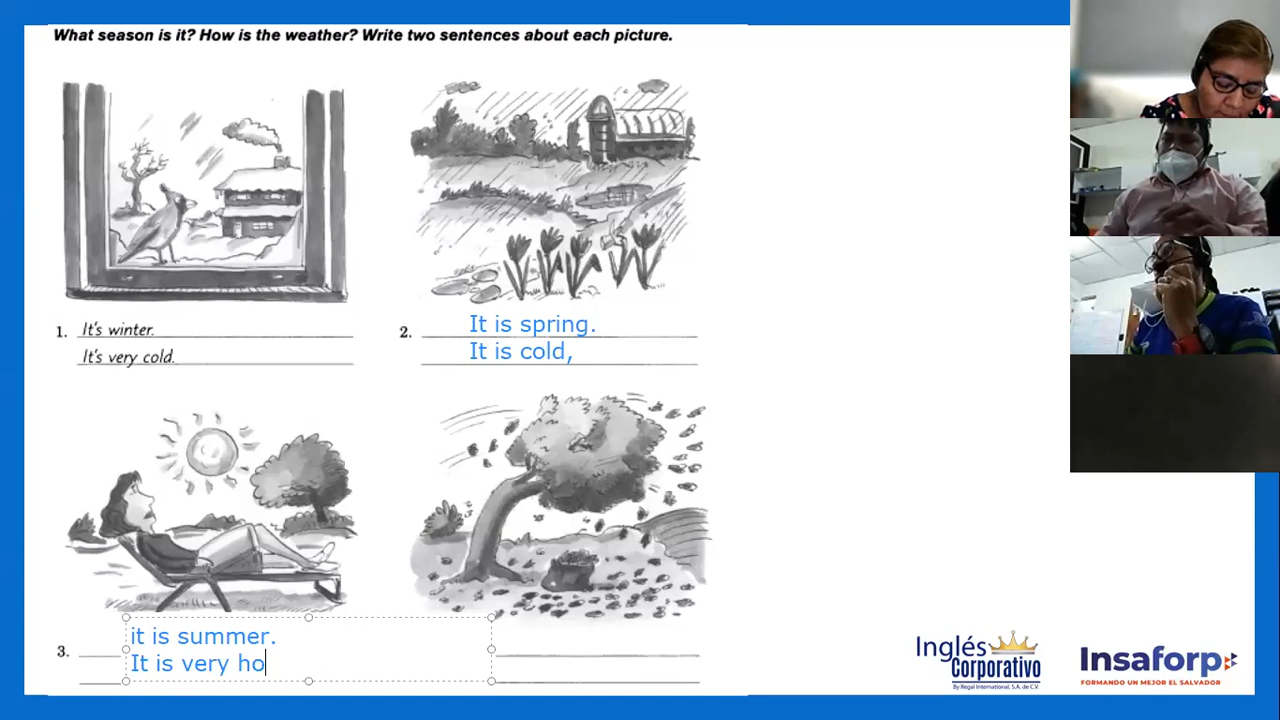 What season is it? How is the weather? Write two sentences about each picture.
1. It's winter.
It's very cold.
2. It is spring.
It is cold,
3. it is summer.
It is very ho
Inglés
Corporativo
By Regal International, S.A. de C.V.
Insaforp
FORMANDO UN MEJOR EL SALVADOR